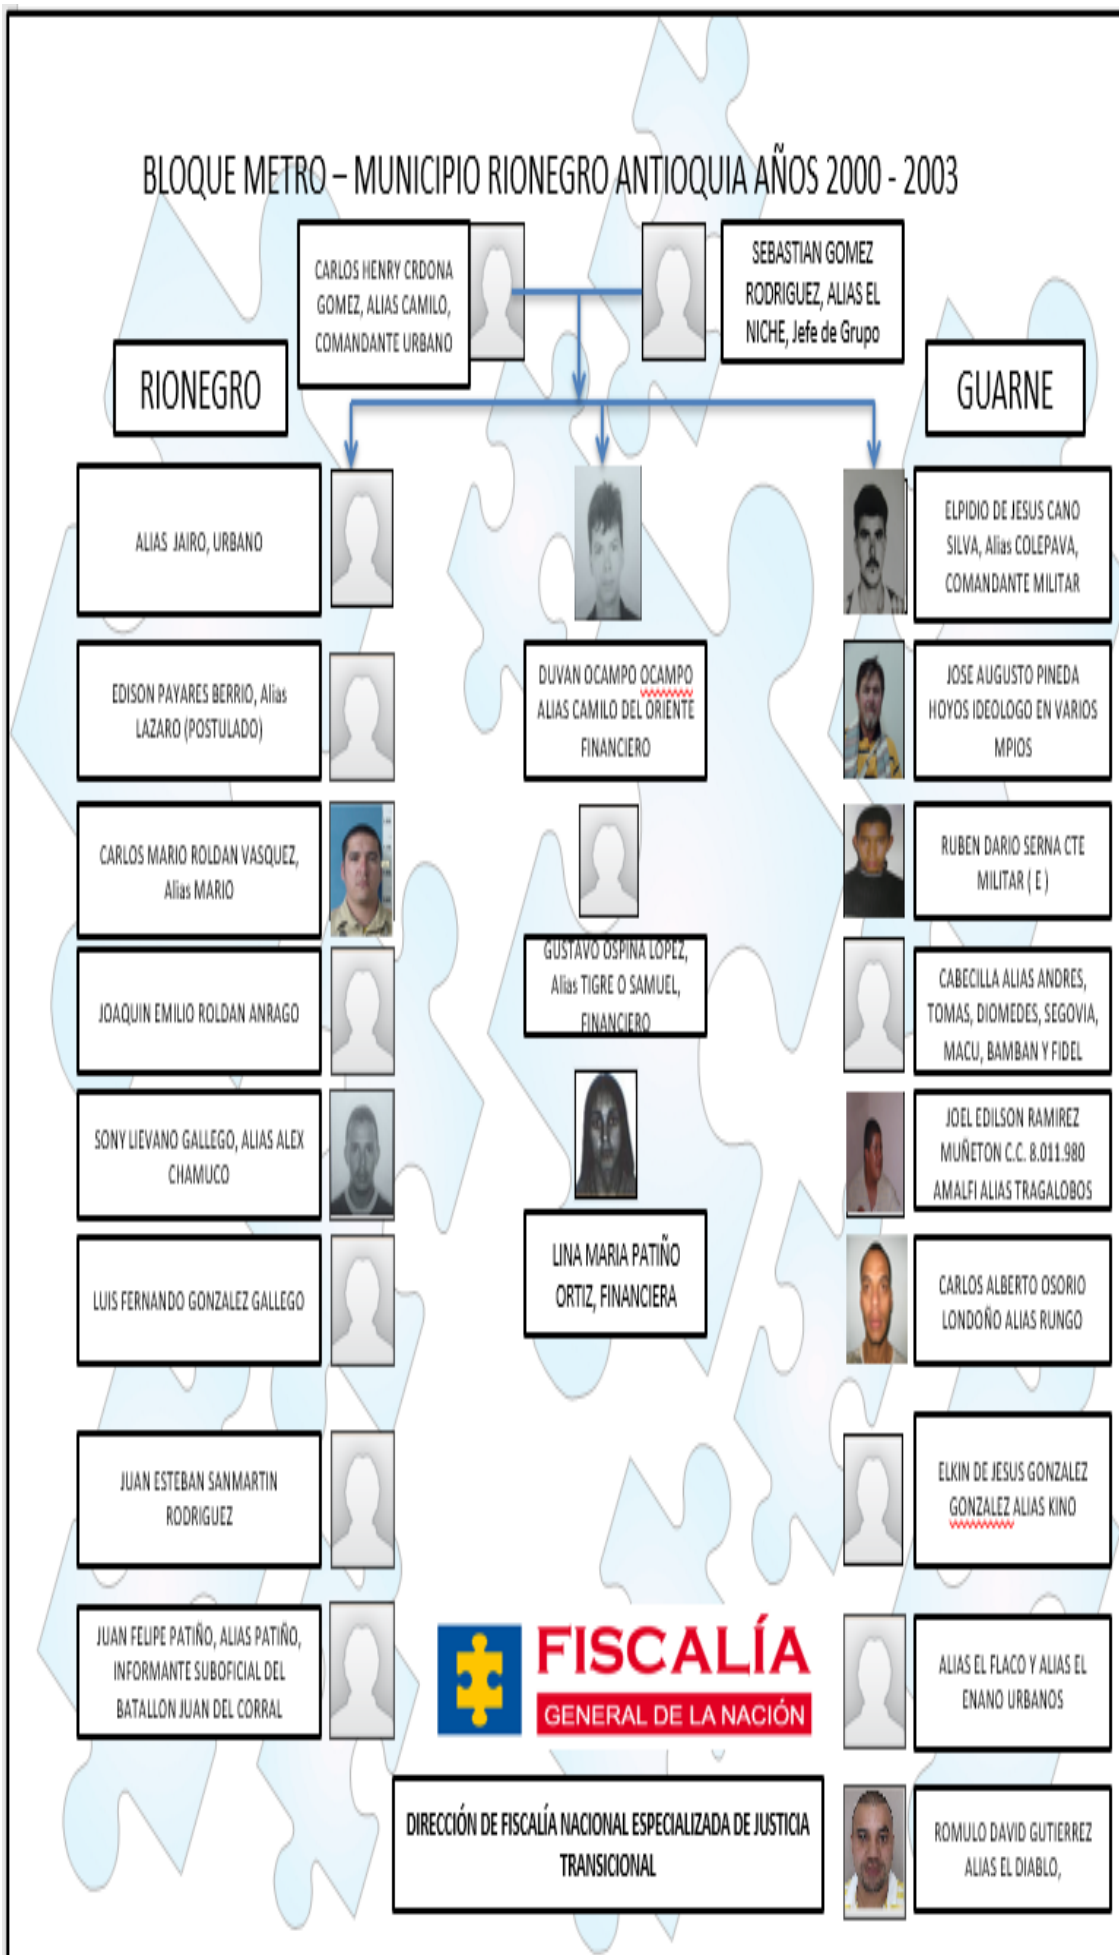 BLOQUE METRO – MUNICIPIO RIONEGRO ANTIOQUIA AÑOS 2000 - 2003
CARLOS HENRY CRDONA
GOMEZ, ALIAS CAMILO,
COMANDANTE URBANO
SEBASTIAN GOMEZ
RODRIGUEZ, ALIAS EL
NICHE, Jefe de Grupo
RIONEGRO
GUARNE
ALIAS JAIRO, URBANO
EDISON PAYARES BERRIO, Alias
LAZARO (POSTULADO)
CARLOS MARIO ROLDAN VASQUEZ,
Alias MARIO
JOAQUIN EMILIO ROLDAN ANRAGO
SONY LIEVANO GALLEGO, ALIAS ALEX
CHAMUCO
LUIS FERNANDO GONZALEZ GALLEGO
JUAN ESTEBAN SANMARTIN
RODRIGUEZ
JUAN FELIPE PATIÑO, ALIAS PATIÑO,
INFORMANTE SUBOFICIAL DEL
BATALLON JUAN DEL CORRAL
DUVAN OCAMPO OCAMPO
ALIAS CAMILO DEL ORIENTE
FINANCIERO
GUSTAVO OSPINA LOPEZ,
Alias TIGRE O SAMUEL,
FINANCIERO
LINA MARIA PATIÑO
ORTIZ, FINANCIERA
ELPIDIO DE JESUS CANO
SILVA, Alias COLEPAVA,
COMANDANTE MILITAR
JOSE AUGUSTO PINEDA
HOYOS IDEOLOGO EN VARIOS
MPIOS
RUBEN DARIO SERNA CTE
MILITAR ( E )
CABECILLA ALIAS ANDRES,
TOMAS, DIOMEDES, SEGOVIA,
MACU, BAMBAN Y FIDEL
JOEL EDILSON RAMIREZ
MUÑETON C.C. 8.011.980
AMALFI ALIAS TRAGALOBOS
CARLOS ALBERTO OSORIO
LONDOÑO ALIAS RUNGO
ELKIN DE JESUS GONZALEZ
GONZALEZ ALIAS KINO
ALIAS EL FLACO Y ALIAS EL
ENANO URBANOS
ROMULO DAVID GUTIERREZ
ALIAS EL DIABLO,
FISCALÍA
GENERAL DE LA NACIÓN
DIRECCIÓN DE FISCALÍA NACIONAL ESPECIALIZADA DE JUSTICIA
TRANSICIONAL